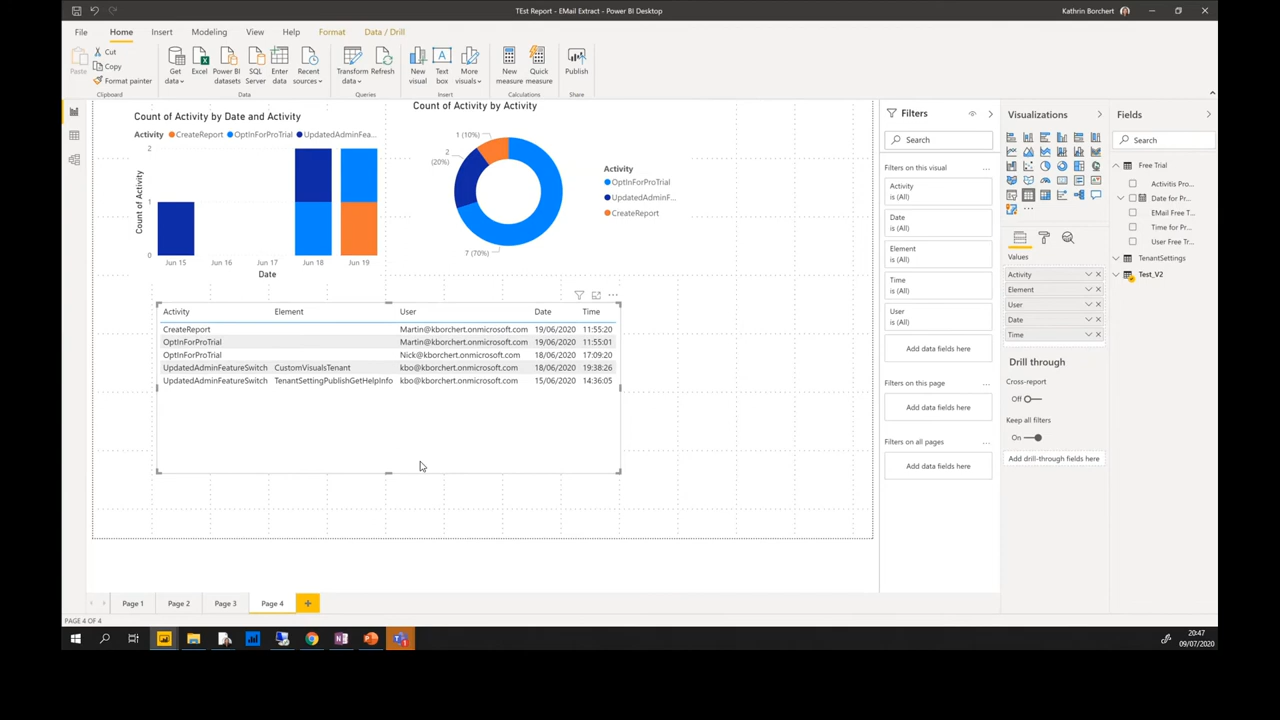 TEst Report - EMail Extract - Power BI Desktop
Kathrin Borchert
File Home Insert Modeling View Help Format Data / Drill
Paste
Cut
Copy
Format painter
Get data
Excel
Power BI datasets
SQL Server
Enter data
Recent sources
Transform data
Refresh
New visual
Text box
More visuals
New measure
Quick measure
Publish
Clipboard
Data
Queries
Insert
Calculations
Share
Count of Activity by Date and Activity
Activity CreateReport OptInForProTrial UpdatedAdminFea...
Count of Activity
2
1
0
Jun 15 Jun 16 Jun 17 Jun 18 Jun 19
Date
Count of Activity by Activity
1 (10%)
2 (20%)
7 (70%)
Activity
OptInForProTrial
UpdatedAdminF...
CreateReport
Activity Element User Date Time
CreateReport Martin@kborchert.onmicrosoft.com 19/06/2020 11:55:20
OptInForProTrial Martin@kborchert.onmicrosoft.com 19/06/2020 11:55:01
OptInForProTrial Nick@kborchert.onmicrosoft.com 18/06/2020 17:09:20
UpdatedAdminFeatureSwitch CustomVisualsTenant kbo@kborchert.onmicrosoft.com 18/06/2020 19:38:26
UpdatedAdminFeatureSwitch TenantSettingPublishGetHelpInfo kbo@kborchert.onmicrosoft.com 15/06/2020 14:36:05
Filters
Search
Filters on this visual ...
Activity
is (All)
Date
is (All)
Element
is (All)
Time
is (All)
User
is (All)
Add data fields here
Filters on this page ...
Add data fields here
Filters on all pages ...
Add data fields here
Visualizations
Values
Activity
Element
User
Date
Time
Drill through
Cross-report
Off
Keep all filters
On
Add drill-through fields here
Fields
Search
Free Trial
Activitis Pro...
Date for Pr...
EMail Free T...
Time for Pr...
User Free Tr...
TenantSettings
Test_V2
Page 1 Page 2 Page 3 Page 4 +
PAGE 4 OF 4
20:47
09/07/2020